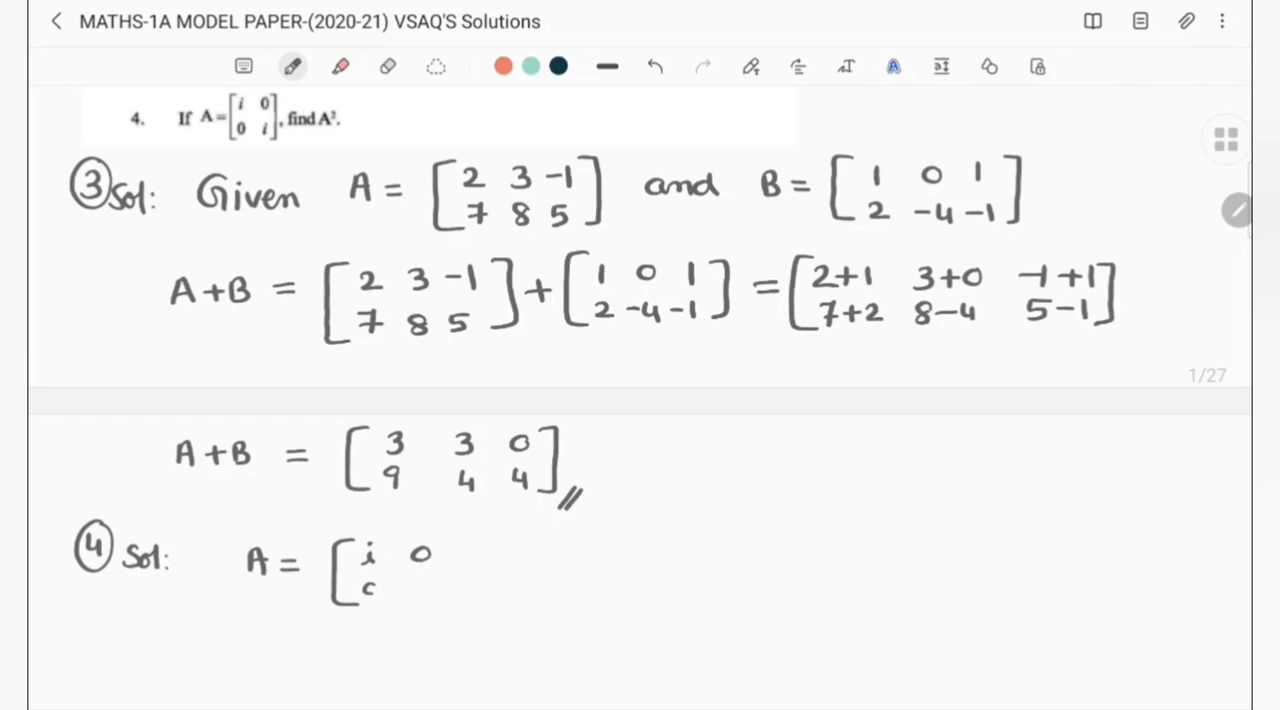 MATHS-1A MODEL PAPER-(2020-21) VSAQ'S Solutions
4. If A = [i 0
0 i], find A².
③ Sol: Given A = [2 3 -1
7 8 5] and B = [1 0 1
2 -4 -1]
A+B = [2 3 -1
7 8 5] + [1 0 1
2 -4 -1] = [2+1 3+0 -1+1
7+2 8-4 5-1]
1/27
A+B = [3 3 0
9 4 4] //
④ Sol: A = [i 0
c